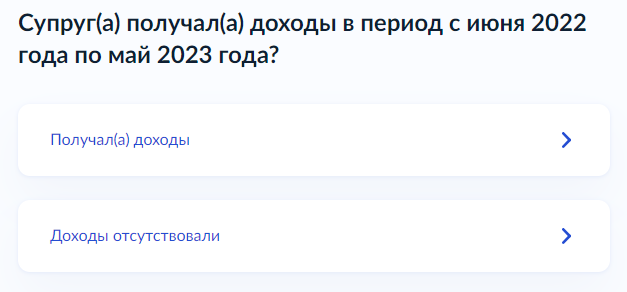 Супруг(а) получал(а) доходы в период с июня 2022
года по май 2023 года?
Получал(а) доходы
Доходы отсутствовали